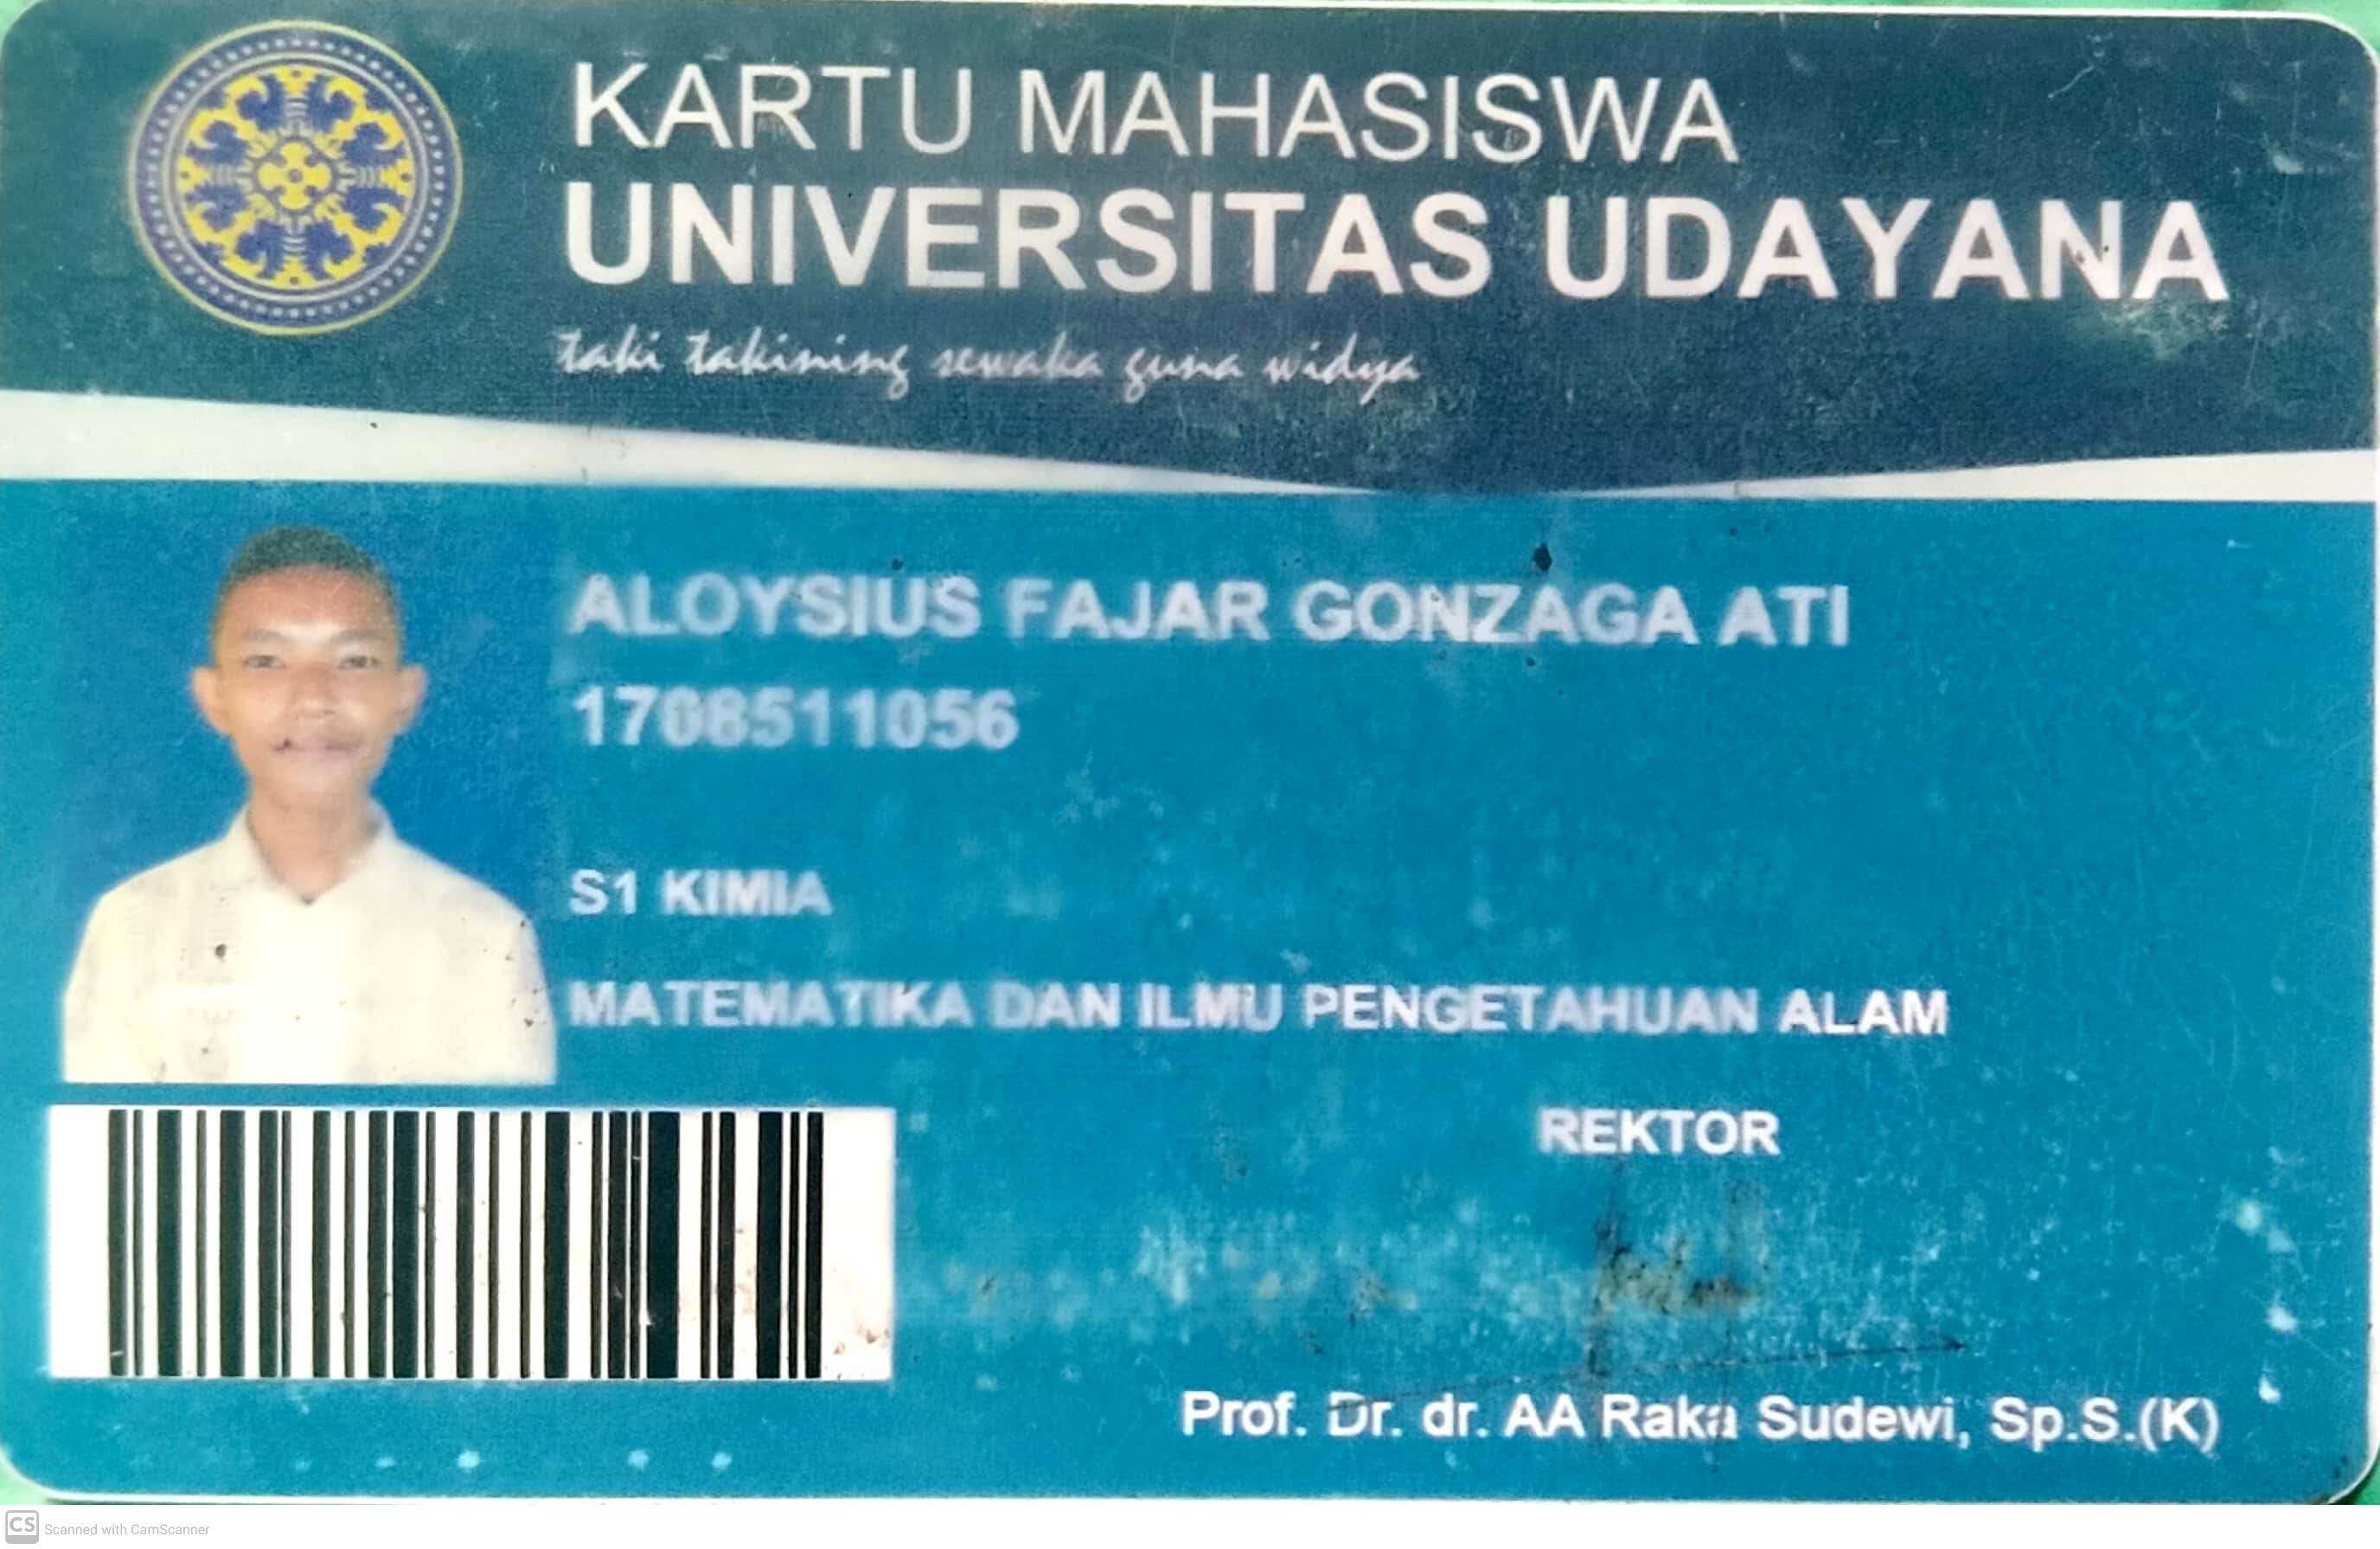 KARTU MAHASISWA
UNIVERSITAS UDAYANA
taki takining sewaka guna widya
ALOYSIUS FAJAR GONZAGA ATI
1708511056
S1 KIMIA
MATEMATIKA DAN ILMU PENGETAHUAN ALAM
REKTOR
Prof. Dr. dr. AA Raka Sudewi, Sp.S.(K)
CS Scanned with CamScanner